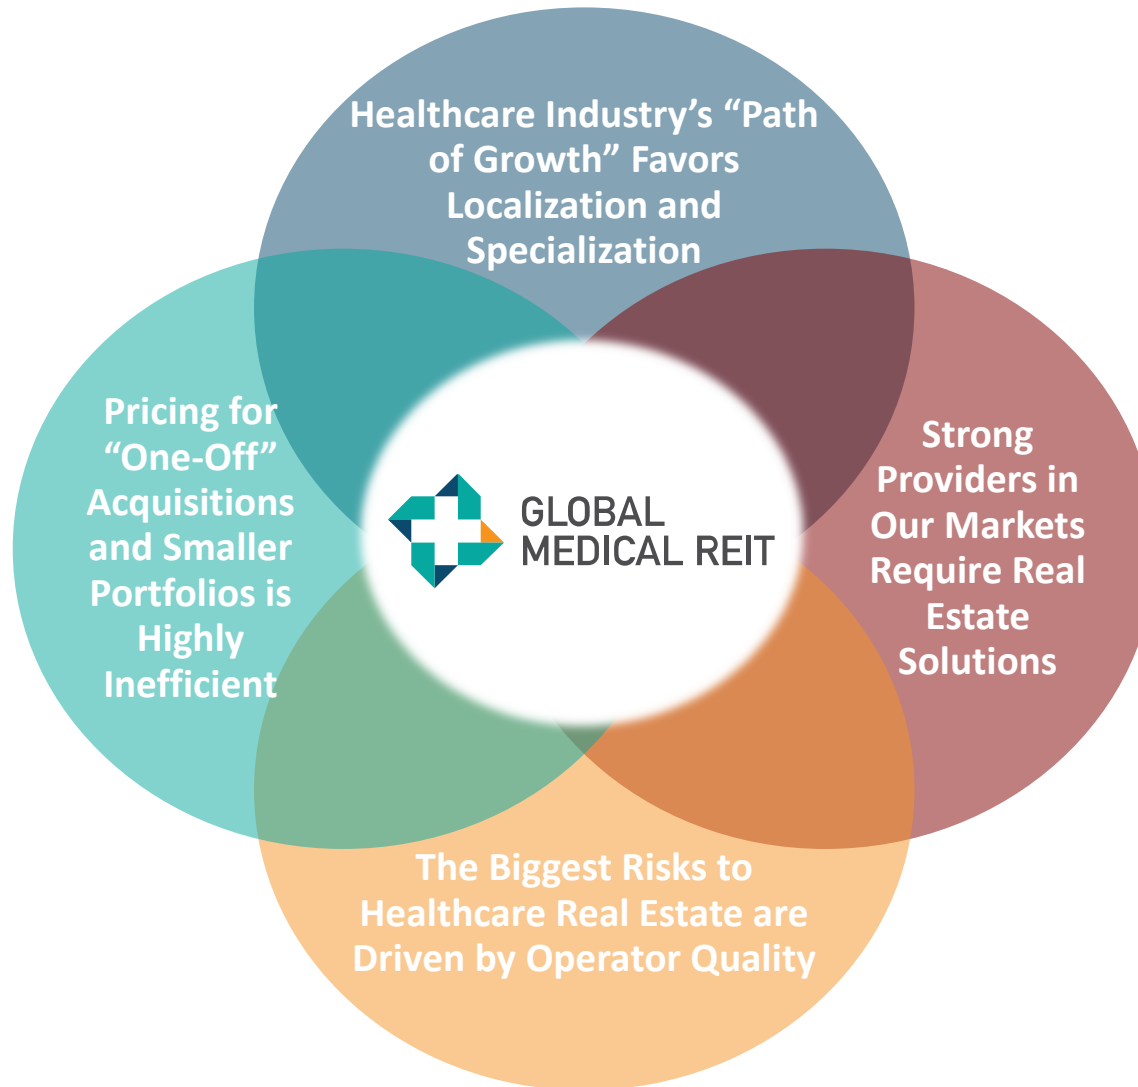 Healthcare Industry’s “Path
of Growth” Favors
Localization and
Specialization
Pricing for
“One-Off”
Acquisitions
and Smaller
Portfolios is
Highly
Inefficient
GLOBAL
MEDICAL REIT
Strong
Providers in
Our Markets
Require Real
Estate
Solutions
The Biggest Risks to
Healthcare Real Estate are
Driven by Operator Quality